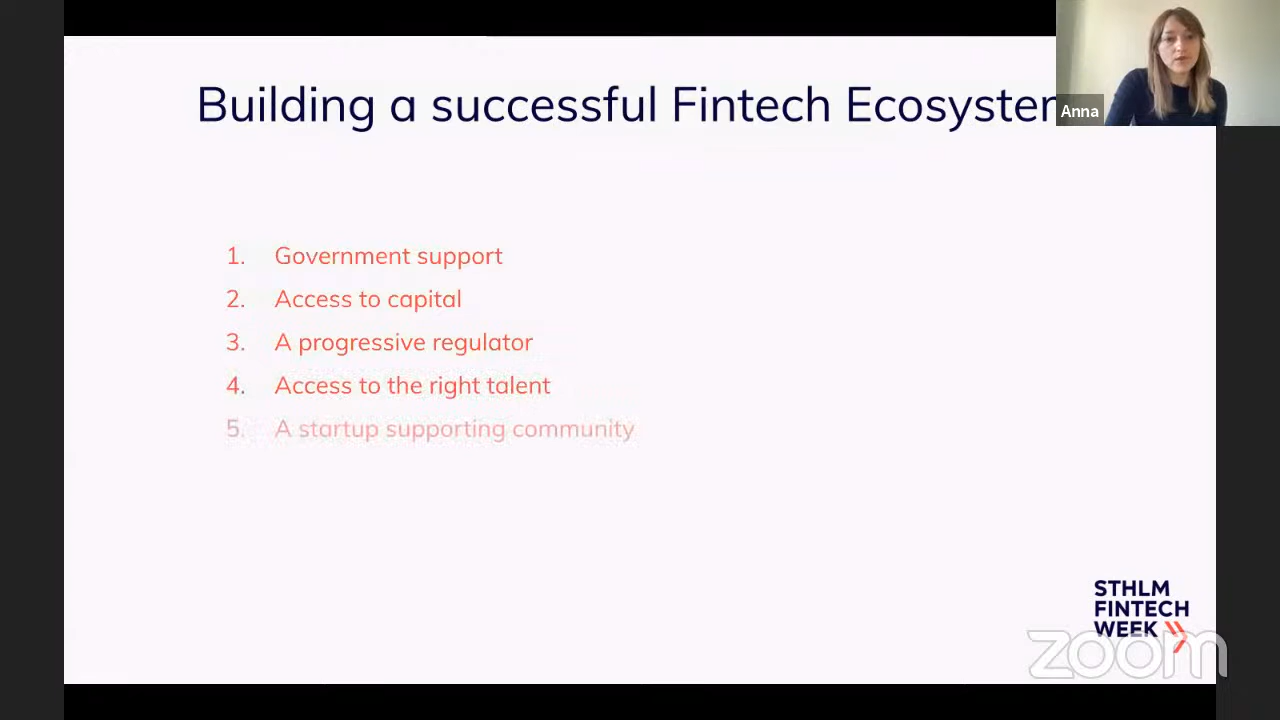 Building a successful Fintech Ecosystem
Anna
1. Government support
2. Access to capital
3. A progressive regulator
4. Access to the right talent
5. A startup supporting community
STHLM
FINTECH
WEEK
zoom